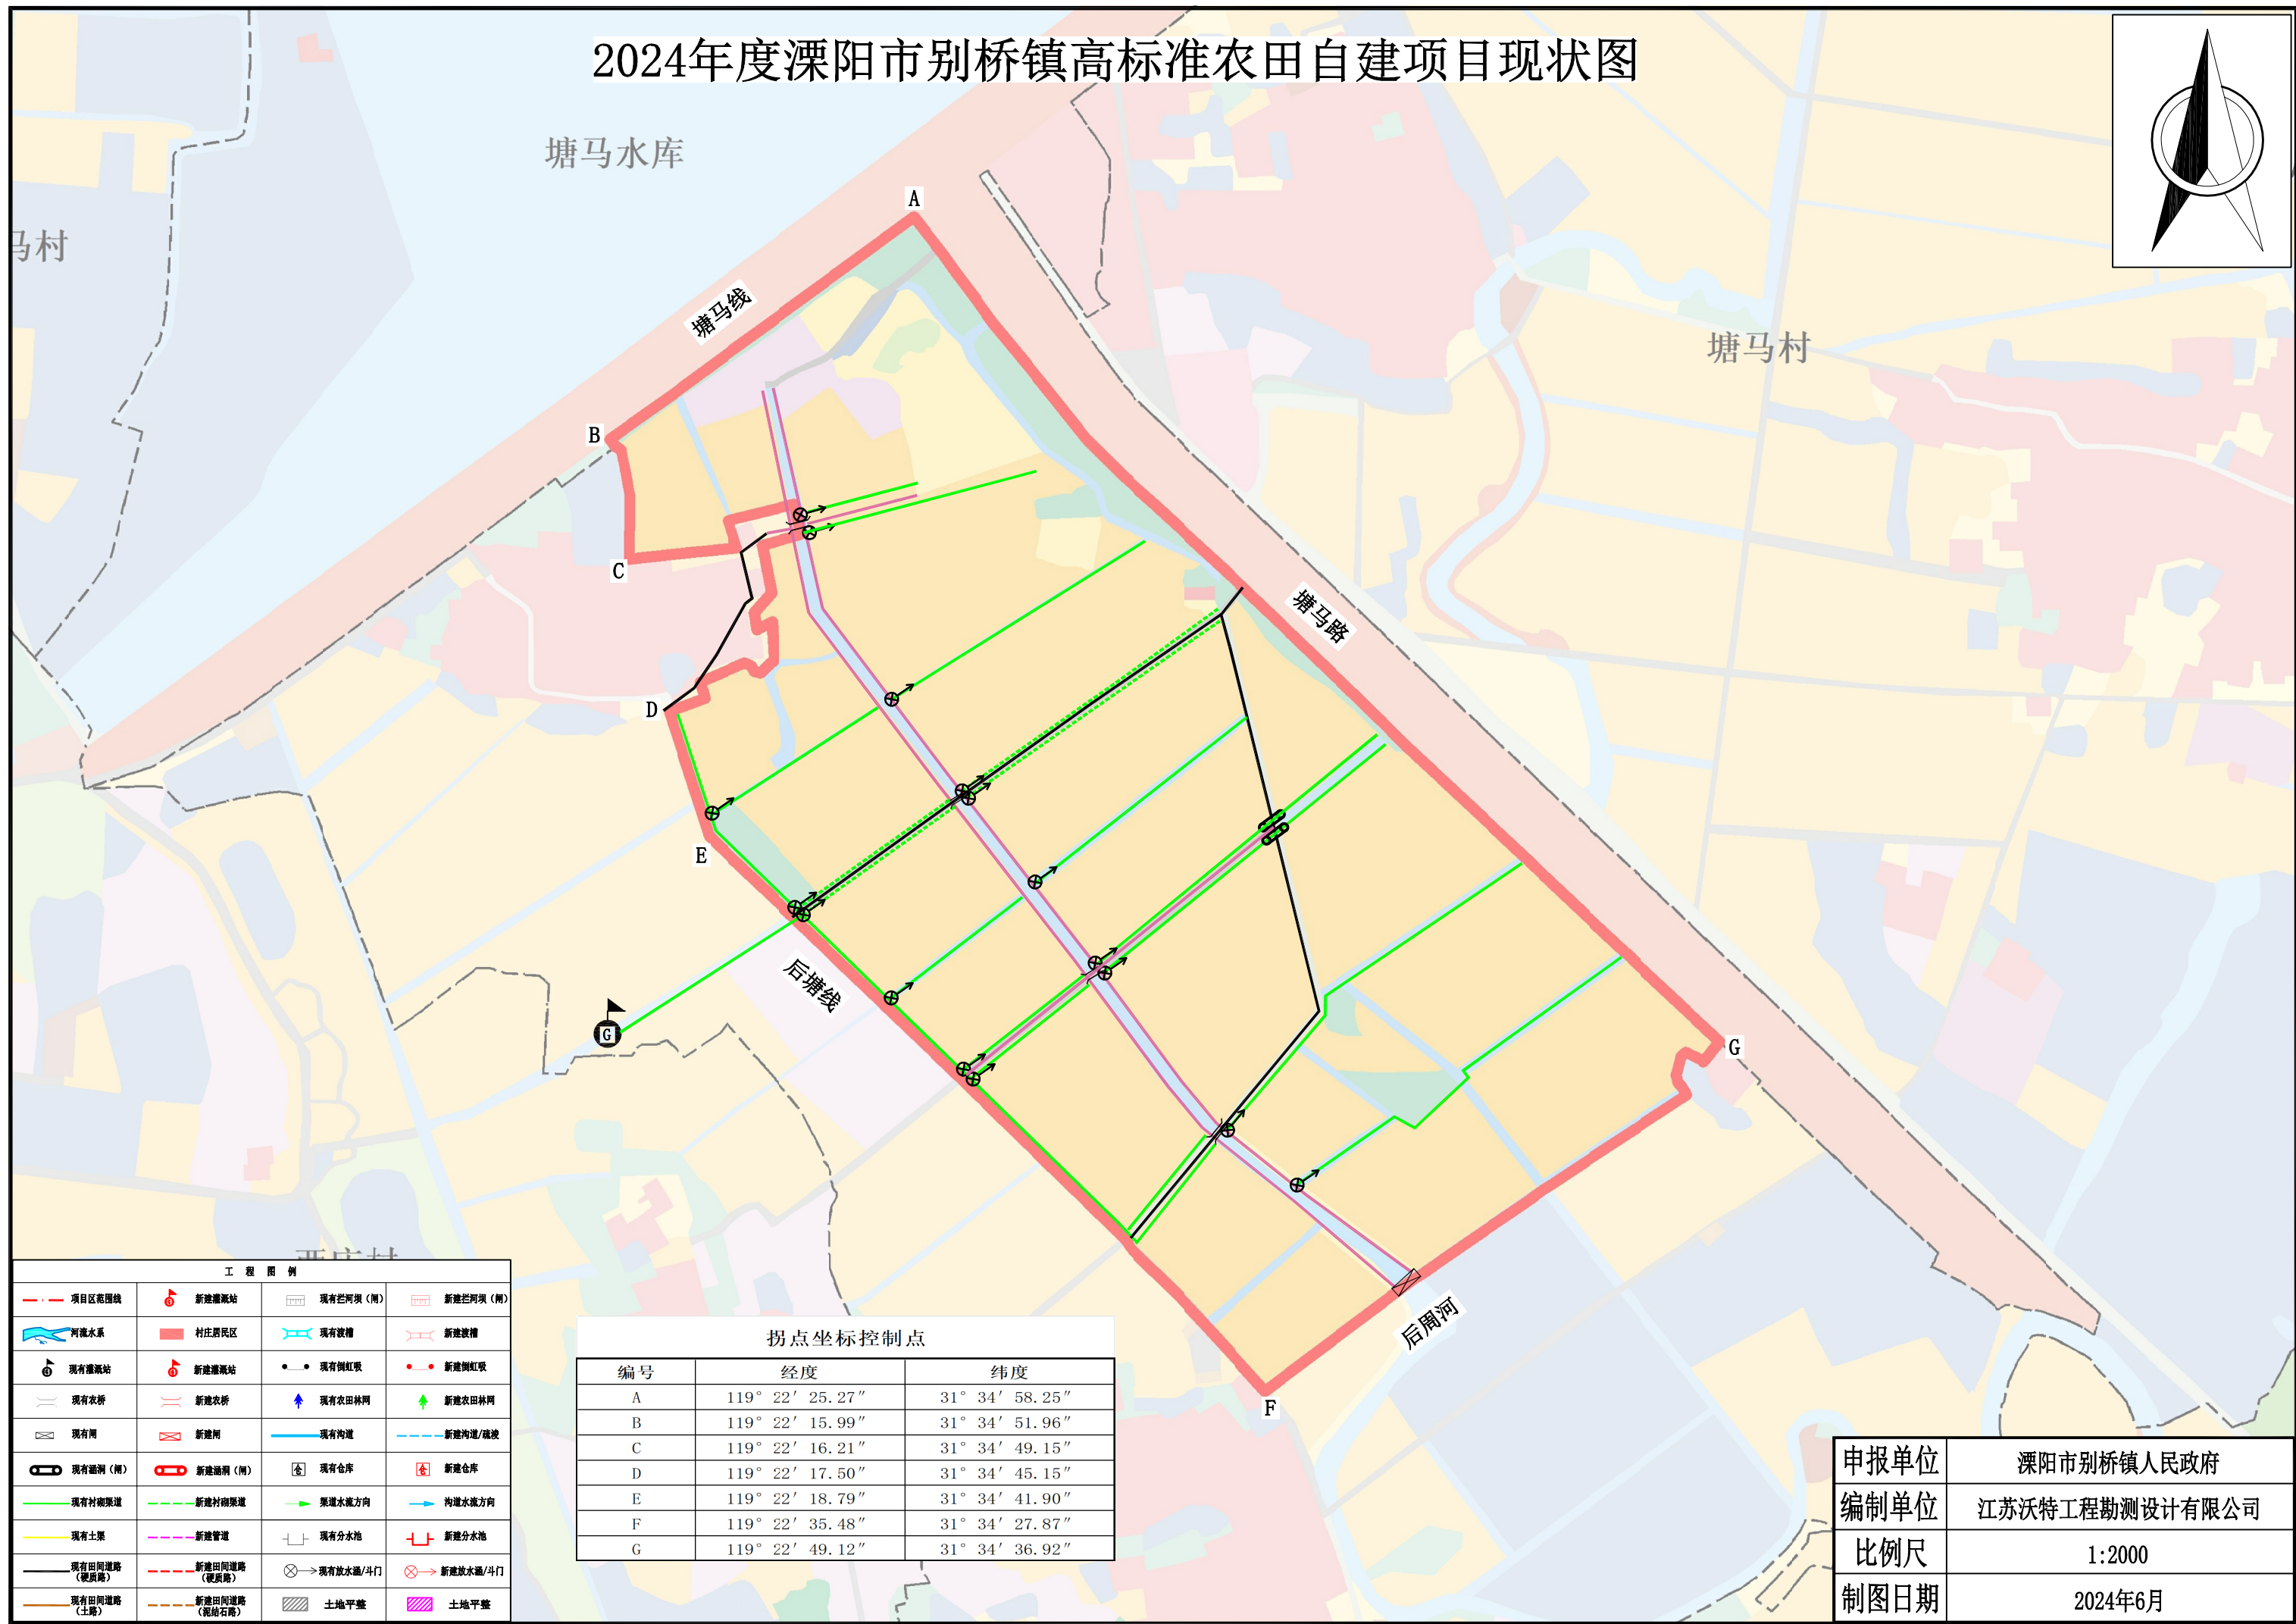 2024年度溧阳市别桥镇高标准农田自建项目现状图
塘马水库
马村
A
塘马线
塘马村
B
C
塘马路
D
E
后塘线
G
G
后周河
F
工 程 图 例
项目区范围线 新建灌溉站 现有拦河坝（闸） 新建拦河坝（闸）
河流水系 村庄居民区 现有渡槽 新建渡槽
现有灌溉站 新建灌溉站 现有倒虹吸 新建倒虹吸
现有农桥 新建农桥 现有农田林网 新建农田林网
现有闸 新建闸 现有沟道 新建沟道/疏浚
现有涵洞（闸） 新建涵洞（闸） 现有仓库 新建仓库
现有衬砌渠道 新建衬砌渠道 渠道水流方向 沟道水流方向
现有土渠 新建管道 现有分水池 新建分水池
现有田间道路（硬质路） 新建田间道路（硬质路） 现有放水涵/斗门 新建放水涵/斗门
现有田间道路（土路） 新建田间道路（泥结石路） 土地平整 土地平整
拐点坐标控制点
编号 经度 纬度
A 119° 22′ 25.27″ 31° 34′ 58.25″
B 119° 22′ 15.99″ 31° 34′ 51.96″
C 119° 22′ 16.21″ 31° 34′ 49.15″
D 119° 22′ 17.50″ 31° 34′ 45.15″
E 119° 22′ 18.79″ 31° 34′ 41.90″
F 119° 22′ 35.48″ 31° 34′ 27.87″
G 119° 22′ 49.12″ 31° 34′ 36.92″
申报单位 溧阳市别桥镇人民政府
编制单位 江苏沃特工程勘测设计有限公司
比例尺 1:2000
制图日期 2024年6月